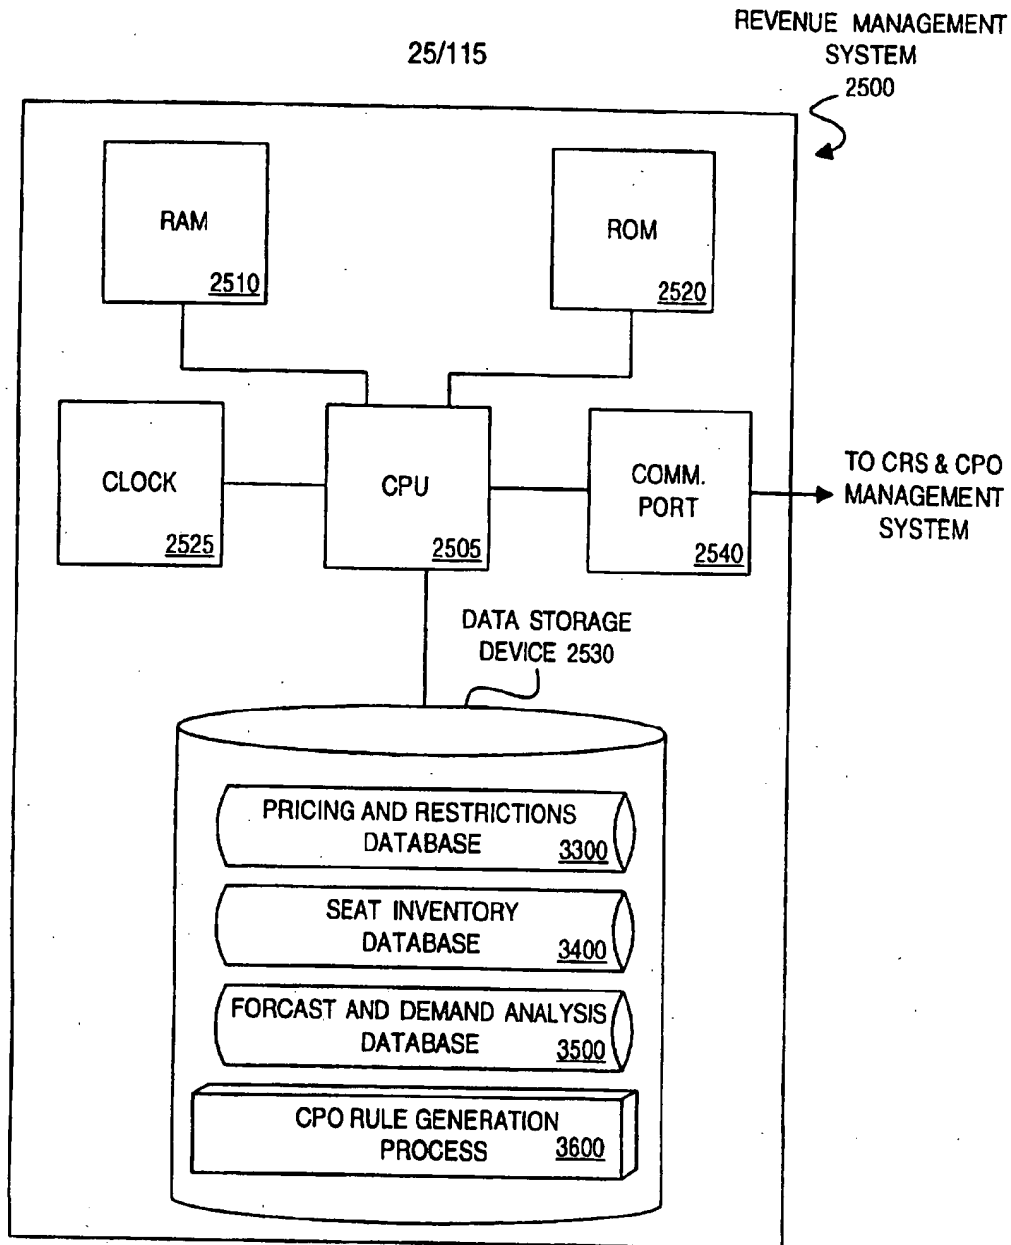 REVENUE MANAGEMENT
SYSTEM
2500
25/115
RAM
2510
ROM
2520
CLOCK
2525
CPU
2505
COMM.
PORT
2540
TO CRS & CPO
MANAGEMENT
SYSTEM
DATA STORAGE
DEVICE 2530
PRICING AND RESTRICTIONS
DATABASE 3300
SEAT INVENTORY
DATABASE 3400
FORCAST AND DEMAND ANALYSIS
DATABASE 3500
CPO RULE GENERATION
PROCESS 3600